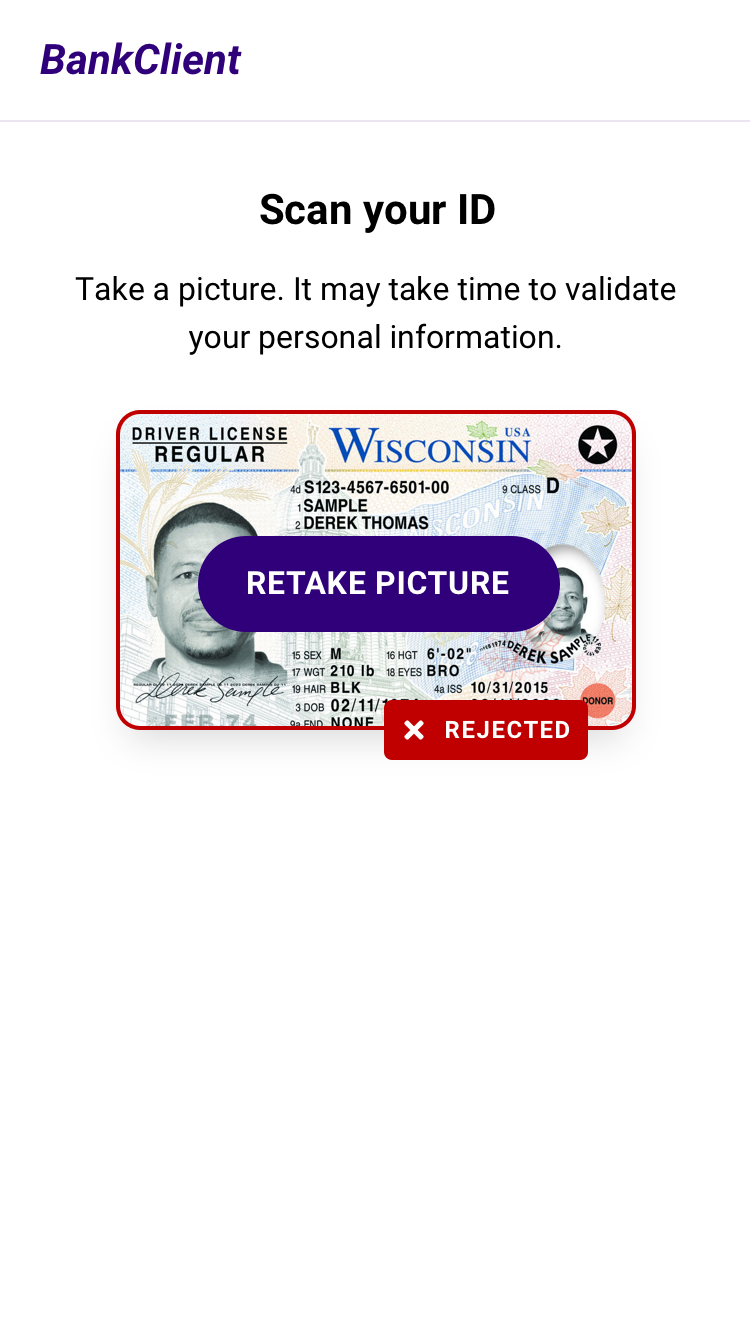 BankClient
Scan your ID
Take a picture. It may take time to validate
your personal information.
DRIVER LICENSE
REGULAR
WISCONSIN USA
4d S123-4567-6501-00 9 CLASS D
1 SAMPLE
2 DEREK THOMAS
WISCONSIN
RETAKE PICTURE
15 SEX M 16 HGT 6'-02"
17 WGT 210 lb 18 EYES BRO
19 HAIR BLK 4a ISS 10/31/2015
3 DOB 02/11/1974
9a END NONE
DEREK SAMPLE
Derek Sample
FEB 74
DONOR
REJECTED